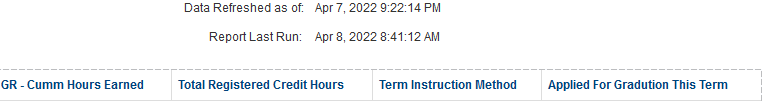 Data Refreshed as of: Apr 7, 2022 9:22:14 PM
Report Last Run: Apr 8, 2022 8:41:12 AM
GR - Cumm Hours Earned Total Registered Credit Hours Term Instruction Method Applied For Gradution This Term